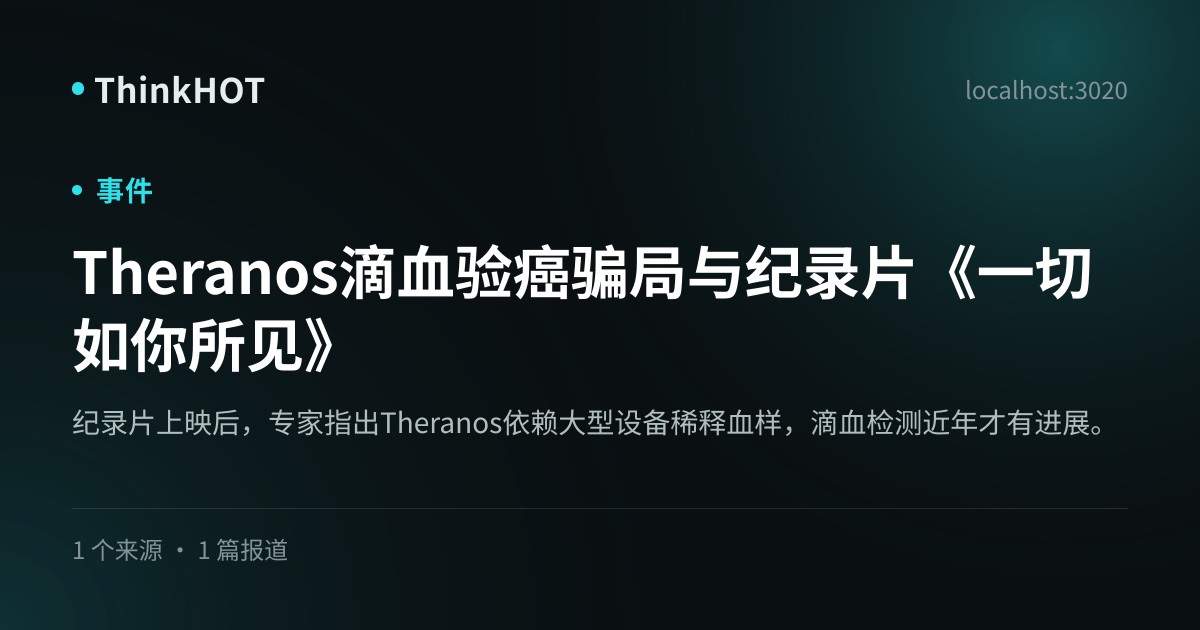 ThinkHOT
localhost:3020
事件
Theranos滴血验癌骗局与纪录片《一切
如你所见》
纪录片上映后，专家指出Theranos依赖大型设备稀释血样，滴血检测近年才有进展。
1 个来源 · 1 篇报道